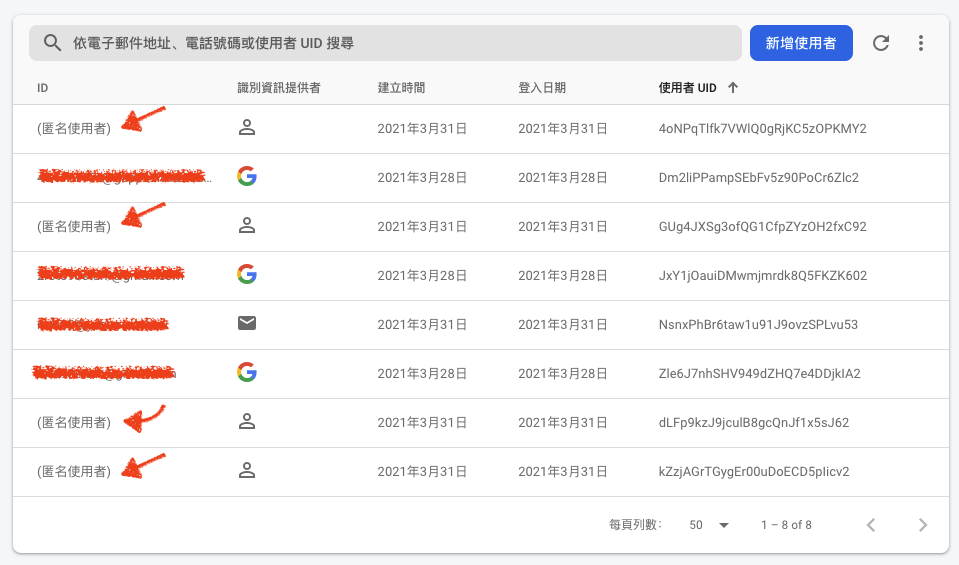 依電子郵件地址、電話號碼或使用者 UID 搜尋 新增使用者
ID 識別資訊提供者 建立時間 登入日期 使用者 UID
(匿名使用者) 2021年3月31日 2021年3月31日 4oNPqTlfk7VWlQ0gRjKC5zOPKMY2
2021年3月28日 2021年3月28日 Dm2liPPampSEbFv5z90PoCr6Zlc2
(匿名使用者) 2021年3月31日 2021年3月31日 GUg4JXSg3ofQG1CfpZYzOH2fxC92
2021年3月28日 2021年3月28日 JxY1jOauiDMwmjmrdk8Q5FKZK602
2021年3月31日 2021年3月31日 NsnxPhBr6taw1u91J9ovzSPLvu53
2021年3月28日 2021年3月28日 Zle6J7nhSHV949dZHQ7e4DDjkIA2
(匿名使用者) 2021年3月31日 2021年3月31日 dLFp9kzJ9jculB8gcQnJf1x5sJ62
(匿名使用者) 2021年3月31日 2021年3月31日 kZzjAGrTGygEr00uDoECD5pIicv2
每頁列數： 50 1 – 8 of 8